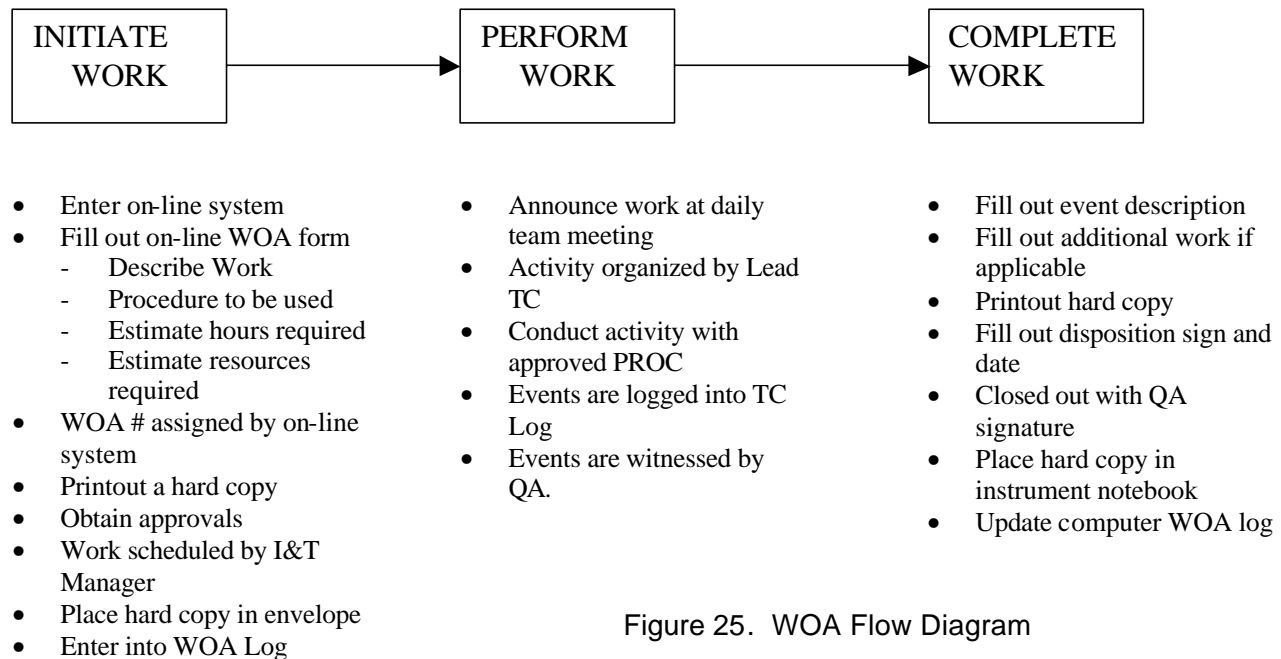 INITIATE
WORK
PERFORM
WORK
COMPLETE
WORK
• Enter on-line system
• Fill out on-line WOA form
- Describe Work
- Procedure to be used
- Estimate hours required
- Estimate resources
required
• WOA # assigned by on-line
system
• Printout a hard copy
• Obtain approvals
• Work scheduled by I&T
Manager
• Place hard copy in envelope
• Enter into WOA Log
• Announce work at daily
team meeting
• Activity organized by Lead
TC
• Conduct activity with
approved PROC
• Events are logged into TC
Log
• Events are witnessed by
QA.
• Fill out event description
• Fill out additional work if
applicable
• Printout hard copy
• Fill out disposition sign and
date
• Closed out with QA
signature
• Place hard copy in
instrument notebook
• Update computer WOA log
Figure 25. WOA Flow Diagram